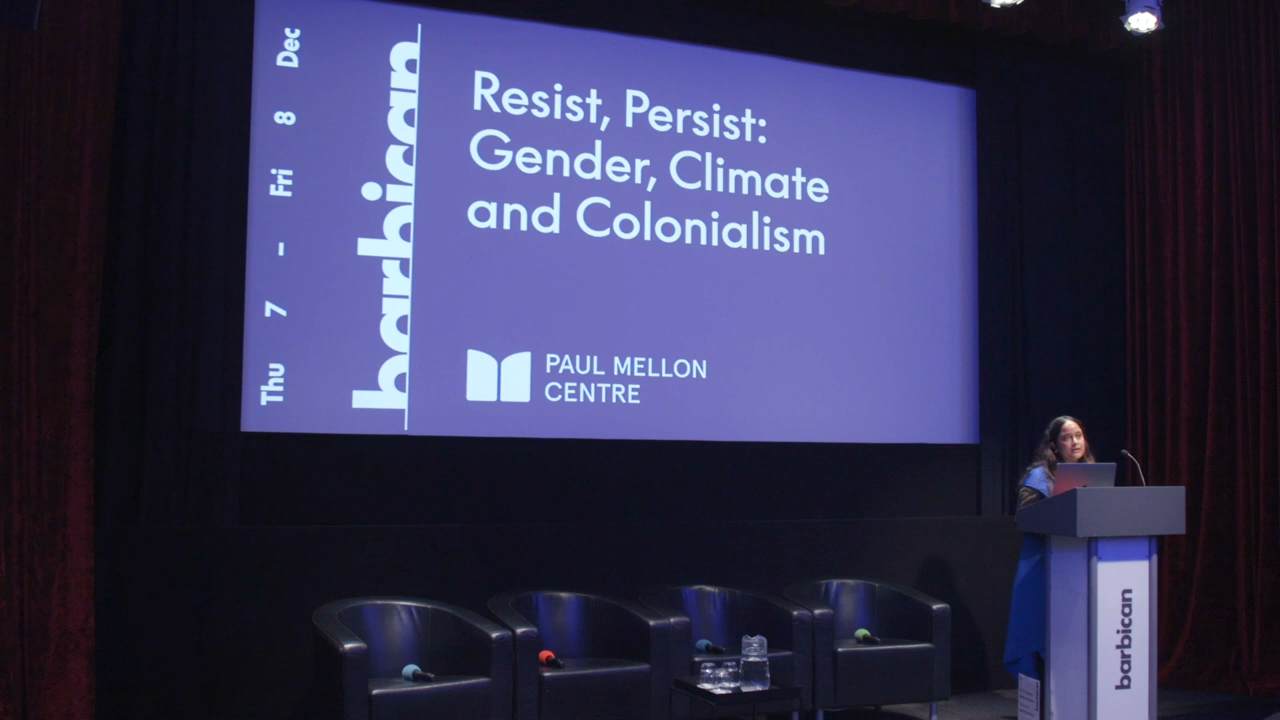 Thu 7 – Fri 8 Dec
barbican
Resist, Persist:
Gender, Climate
and Colonialism
PAUL MELLON
CENTRE
barbican